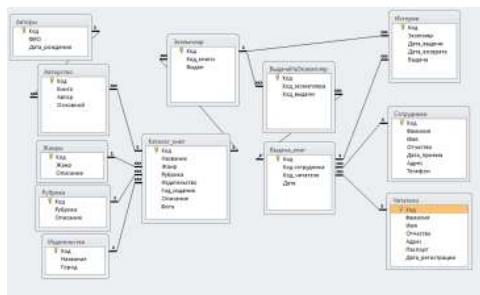 Авторы
Код
ФИО
Дата_рождения
Авторство
Код
Книга
Автор
Основной
Жанры
Код
Жанр
Описание
Рубрики
Код
Рубрика
Описание
Издательства
Код
Название
Город
Экземпляр
Код
Код_книги
Выдан
Каталог_книг
Код
Название
Жанр
Рубрика
Издательство
Год_издания
Описание
Фото
Код
Код_экземпляра
Код_выдачи
Выдача_книг
Код
Код_сотрудника
Код_читателя
Дата
История
Код
Экземпляр
Дата_выдачи
Дата_возврата
Выдача
Сотрудники
Код
Фамилия
Имя
Отчество
Дата_приема
Адрес
Телефон
Читатели
Код
Фамилия
Имя
Отчество
Адрес
Паспорт
Дата_регистрации